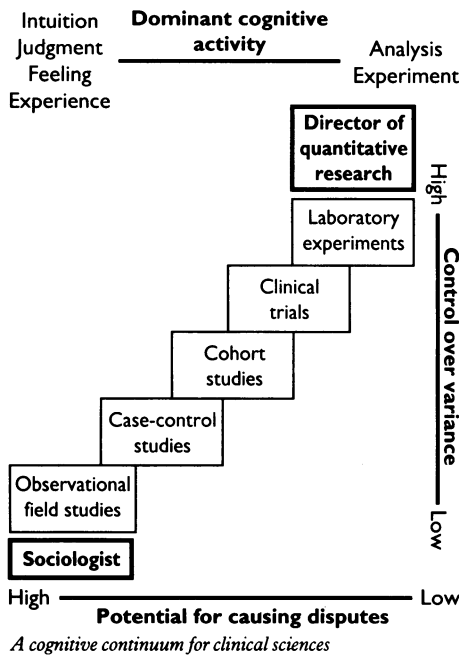 Intuition
Judgment
Feeling
Experience
Dominant cognitive
activity
Analysis
Experiment
Director of
quantitative
research
Laboratory
experiments
Clinical
trials
Cohort
studies
Case-control
studies
Observational
field studies
Sociologist
High
Control over variance
Low
High
Low
Potential for causing disputes
A cognitive continuum for clinical sciences